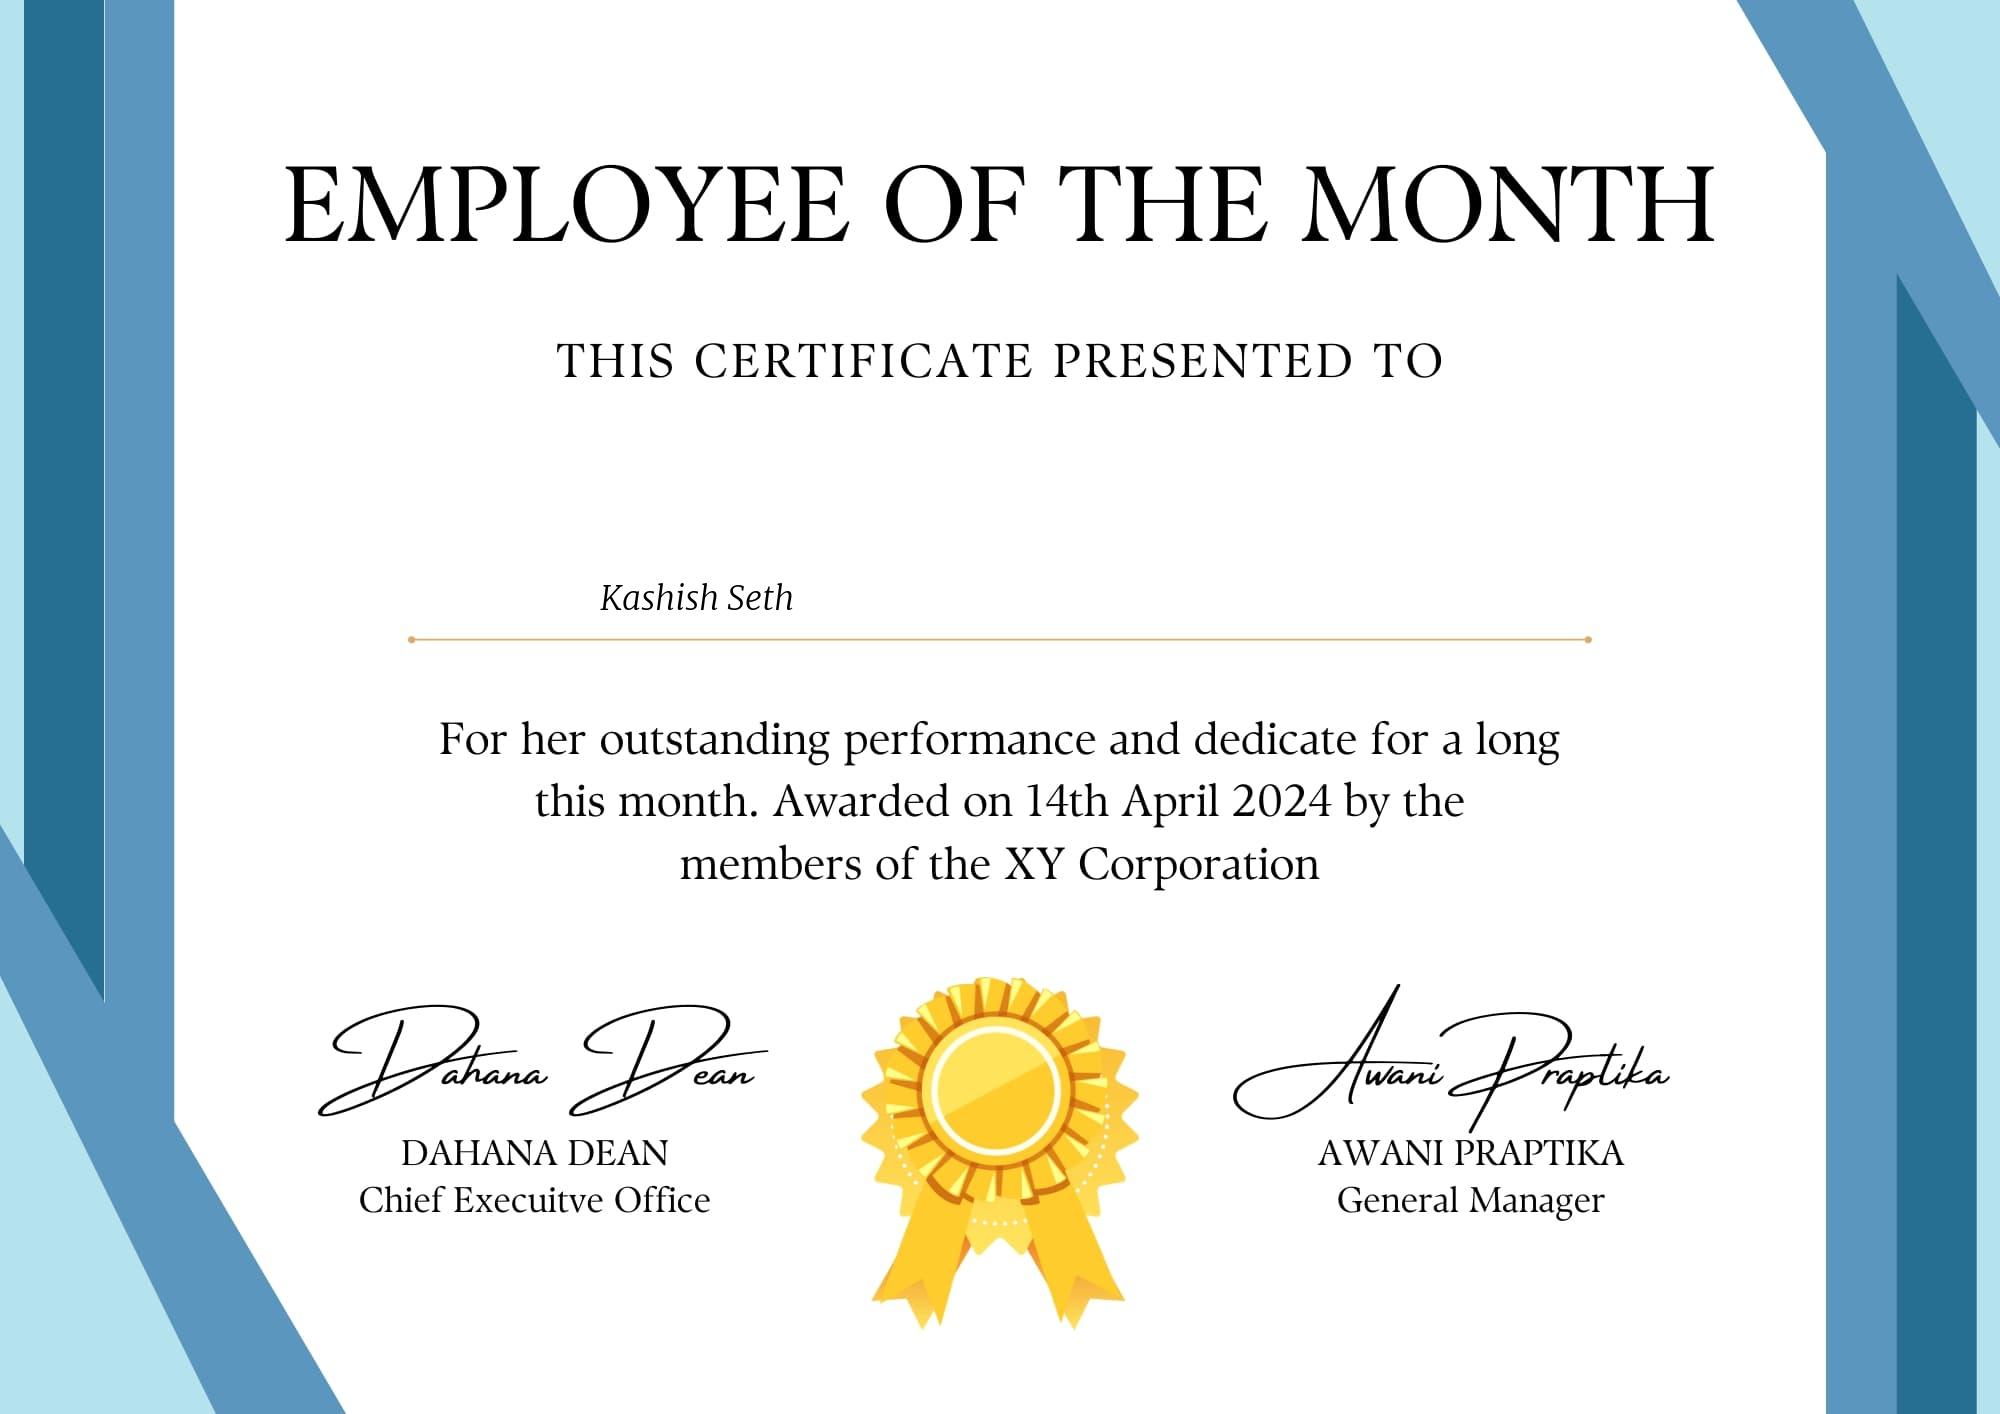 EMPLOYEE OF THE MONTH
THIS CERTIFICATE PRESENTED TO
Kashish Seth
For her outstanding performance and dedicate for a long
this month. Awarded on 14th April 2024 by the
members of the XY Corporation
Dahana Dean
DAHANA DEAN
Chief Execuitve Office
Awani Praptika
AWANI PRAPTIKA
General Manager